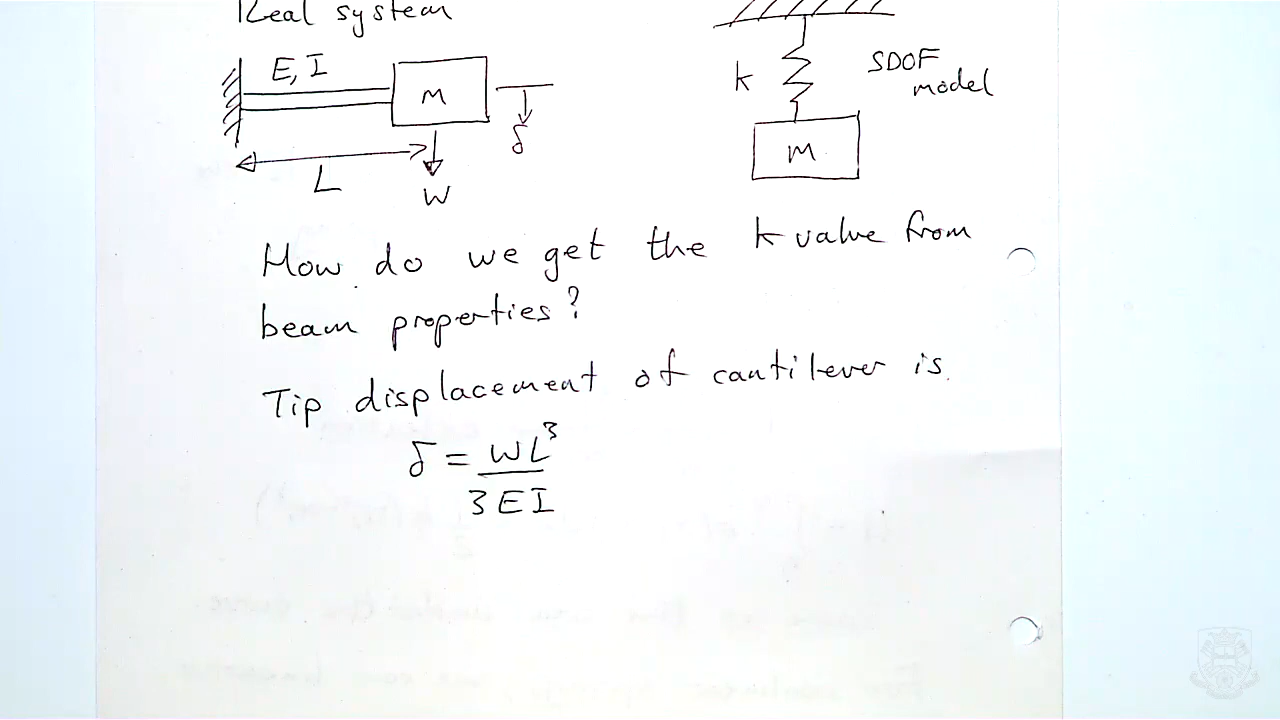 Real system
E, I
M
δ
L
W
k
SDOF
model
M
How do we get the k value from
beam properties?
Tip displacement of cantilever is
δ = WL³
3EI